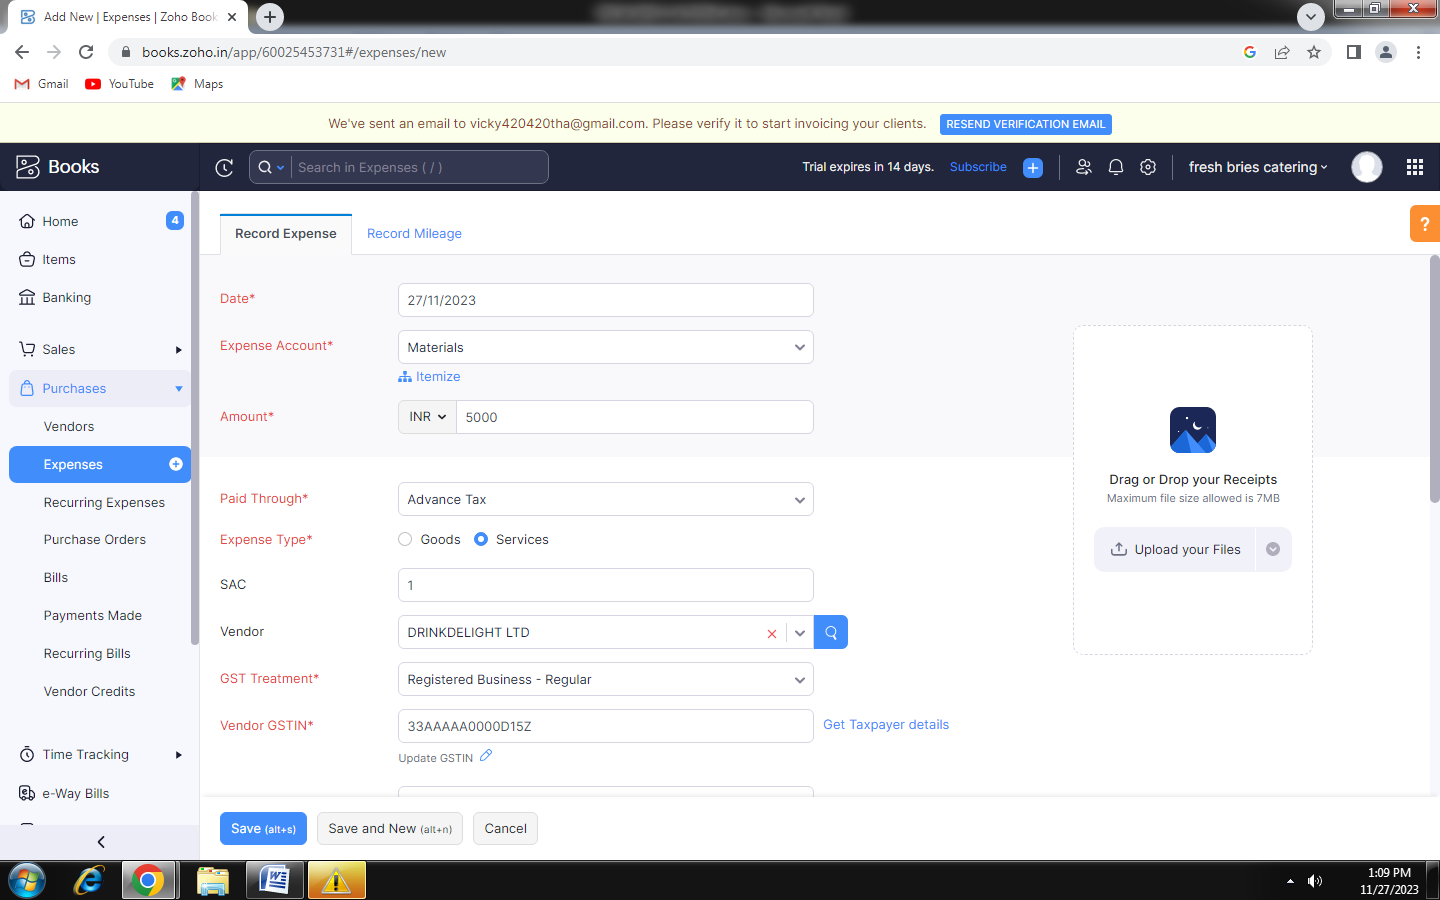 Add New | Expenses | Zoho Book
books.zoho.in/app/60025453731#/expenses/new
Gmail YouTube Maps
We've sent an email to vicky420420tha@gmail.com. Please verify it to start invoicing your clients. RESEND VERIFICATION EMAIL
Books
Search in Expenses ( / )
Trial expires in 14 days. Subscribe
fresh bries catering
Home 4
Items
Banking
Sales
Purchases
Vendors
Expenses
Recurring Expenses
Purchase Orders
Bills
Payments Made
Recurring Bills
Vendor Credits
Time Tracking
e-Way Bills
Record Expense Record Mileage
?
Date* 27/11/2023
Expense Account* Materials
Itemize
Amount* INR 5000
Paid Through* Advance Tax
Expense Type* Goods Services
SAC 1
Vendor DRINKDELIGHT LTD
GST Treatment* Registered Business - Regular
Vendor GSTIN* 33AAAAA0000D15Z Get Taxpayer details
Update GSTIN
Drag or Drop your Receipts
Maximum file size allowed is 7MB
Upload your Files
Save (alt+s) Save and New (alt+n) Cancel
1:09 PM
11/27/2023